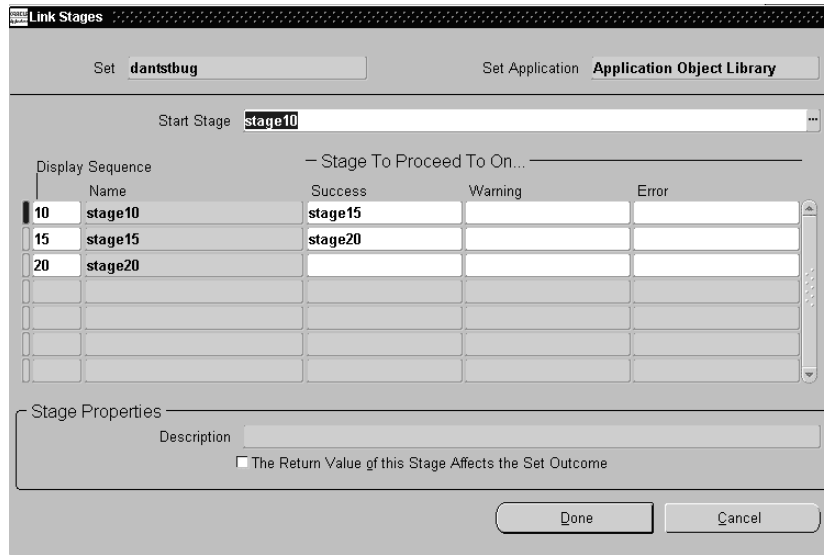 ORACLE
Link Stages
Set dantstbug Set Application Application Object Library
Start Stage stage10 ...
Display Sequence Stage To Proceed To On...
Name Success Warning Error
10 stage10 stage15
15 stage15 stage20
20 stage20
Stage Properties
Description
The Return Value of this Stage Affects the Set Outcome
Done Cancel